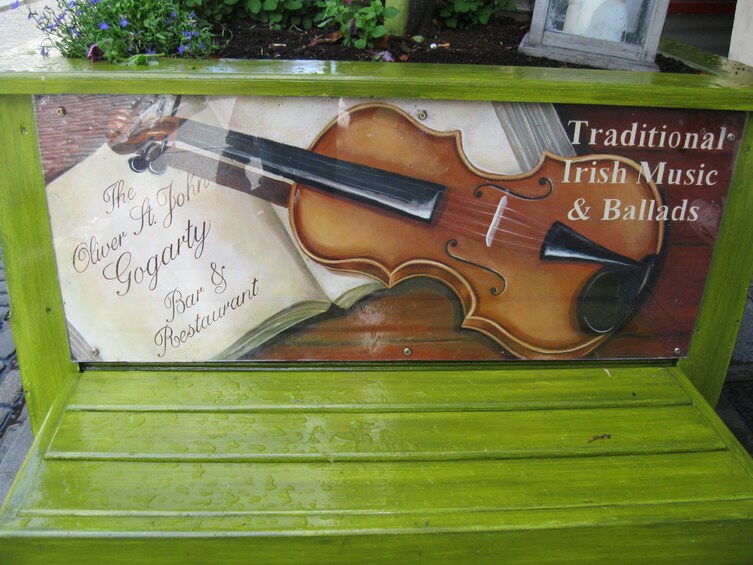 The
Oliver St. John
Gogarty
Bar &
Restaurant
Traditional
Irish Music
& Ballads